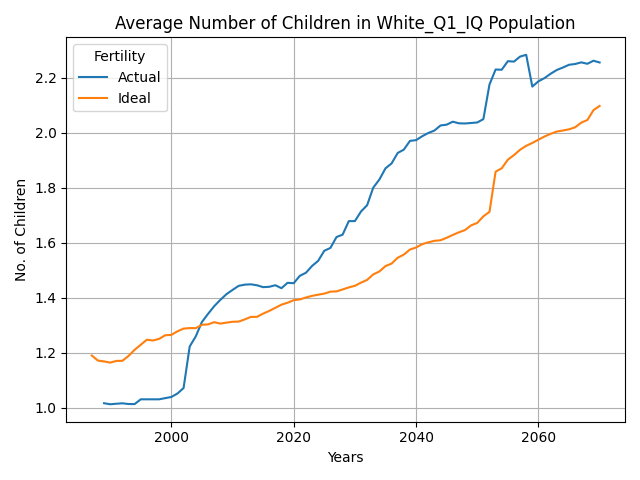 Average Number of Children in White_Q1_IQ Population
Fertility
Actual
Ideal
No. of Children
2.2
2.0
1.8
1.6
1.4
1.2
1.0
2000 2020 2040 2060
Years